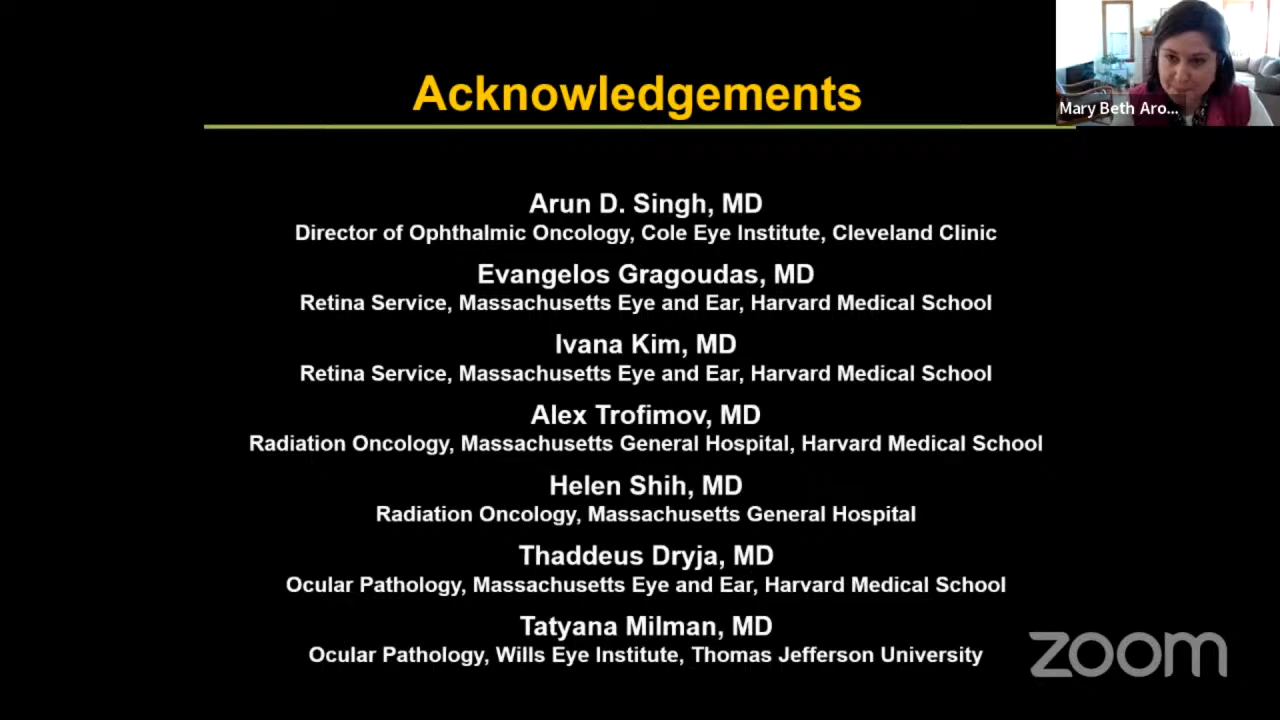 Acknowledgements
Mary Beth Aro...
Arun D. Singh, MD
Director of Ophthalmic Oncology, Cole Eye Institute, Cleveland Clinic
Evangelos Gragoudas, MD
Retina Service, Massachusetts Eye and Ear, Harvard Medical School
Ivana Kim, MD
Retina Service, Massachusetts Eye and Ear, Harvard Medical School
Alex Trofimov, MD
Radiation Oncology, Massachusetts General Hospital, Harvard Medical School
Helen Shih, MD
Radiation Oncology, Massachusetts General Hospital
Thaddeus Dryja, MD
Ocular Pathology, Massachusetts Eye and Ear, Harvard Medical School
Tatyana Milman, MD
Ocular Pathology, Wills Eye Institute, Thomas Jefferson University
zoom